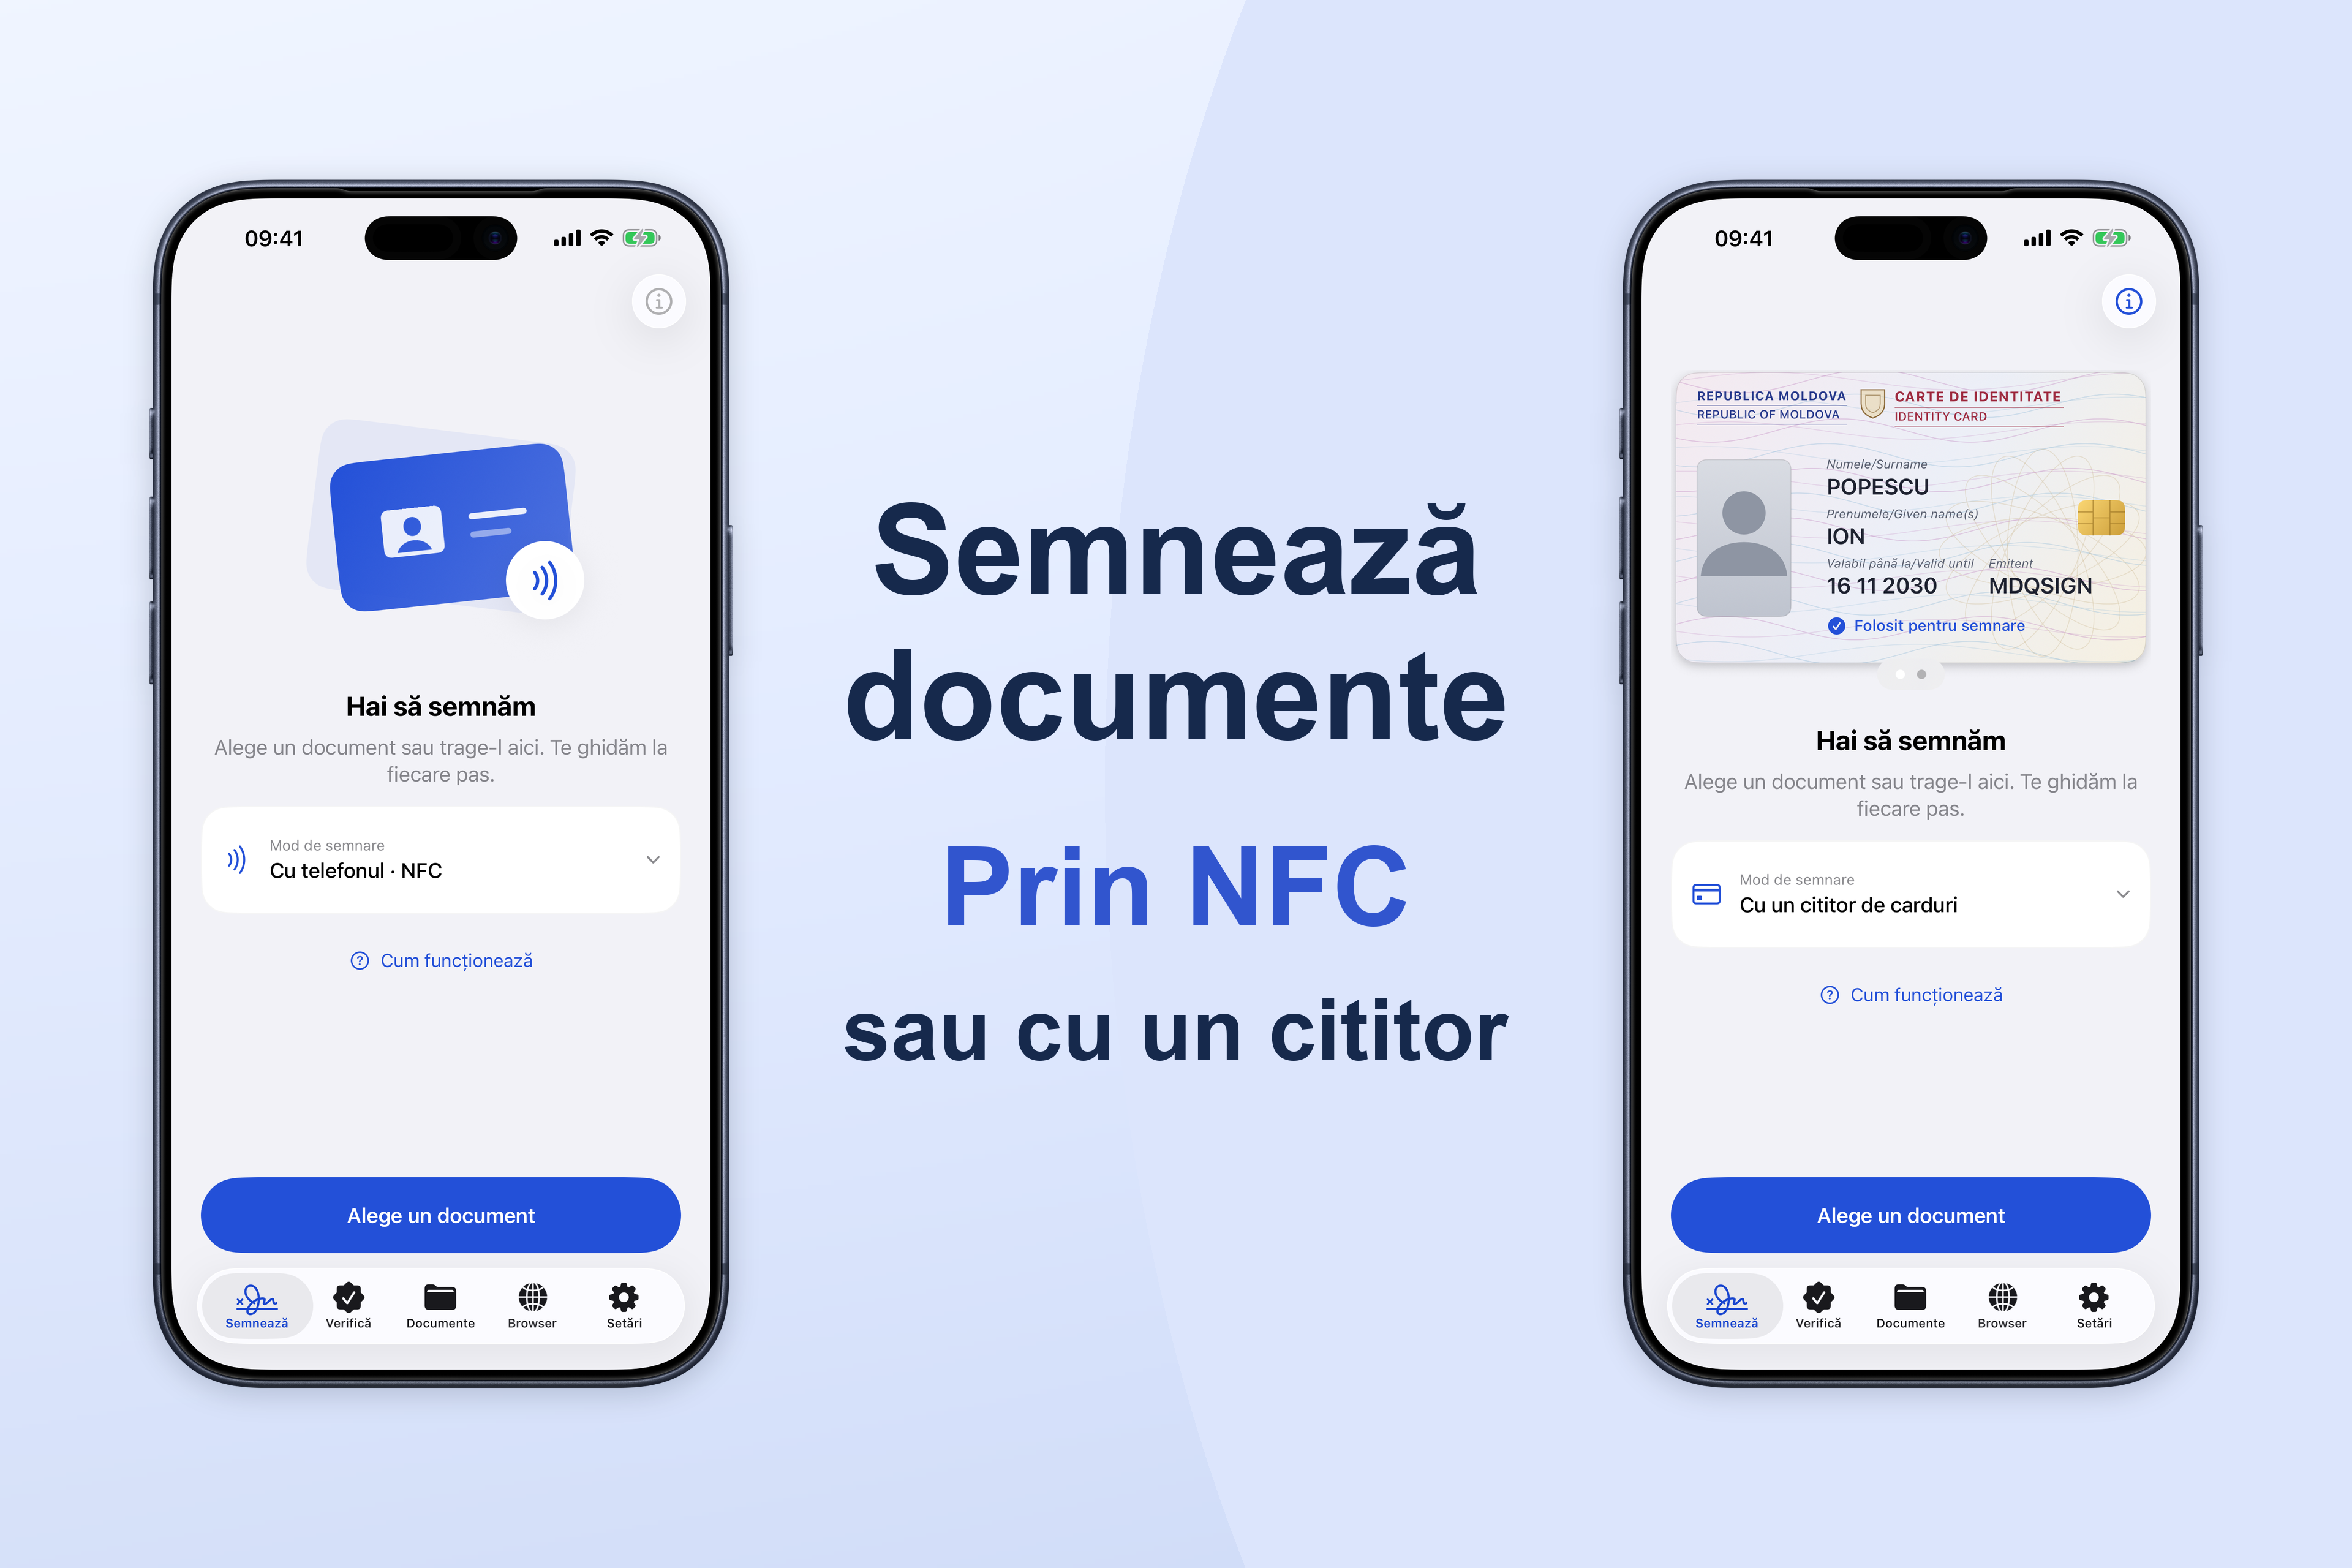 09:41
Hai să semnăm
Alege un document sau trage-l aici. Te ghidăm la
fiecare pas.
Mod de semnare
Cu telefonul · NFC
Cum funcționează
Alege un document
Semnează
Verifică
Documente
Browser
Setări
Semnează
documente
Prin NFC
sau cu un cititor
09:41
REPUBLICA MOLDOVA
REPUBLIC OF MOLDOVA
CARTE DE IDENTITATE
IDENTITY CARD
Numele/Surname
POPESCU
Prenumele/Given name(s)
ION
Valabil până la/Valid until Emitent
16 11 2030 MDQSIGN
Folosit pentru semnare
Hai să semnăm
Alege un document sau trage-l aici. Te ghidăm la
fiecare pas.
Mod de semnare
Cu un cititor de carduri
Cum funcționează
Alege un document
Semnează
Verifică
Documente
Browser
Setări